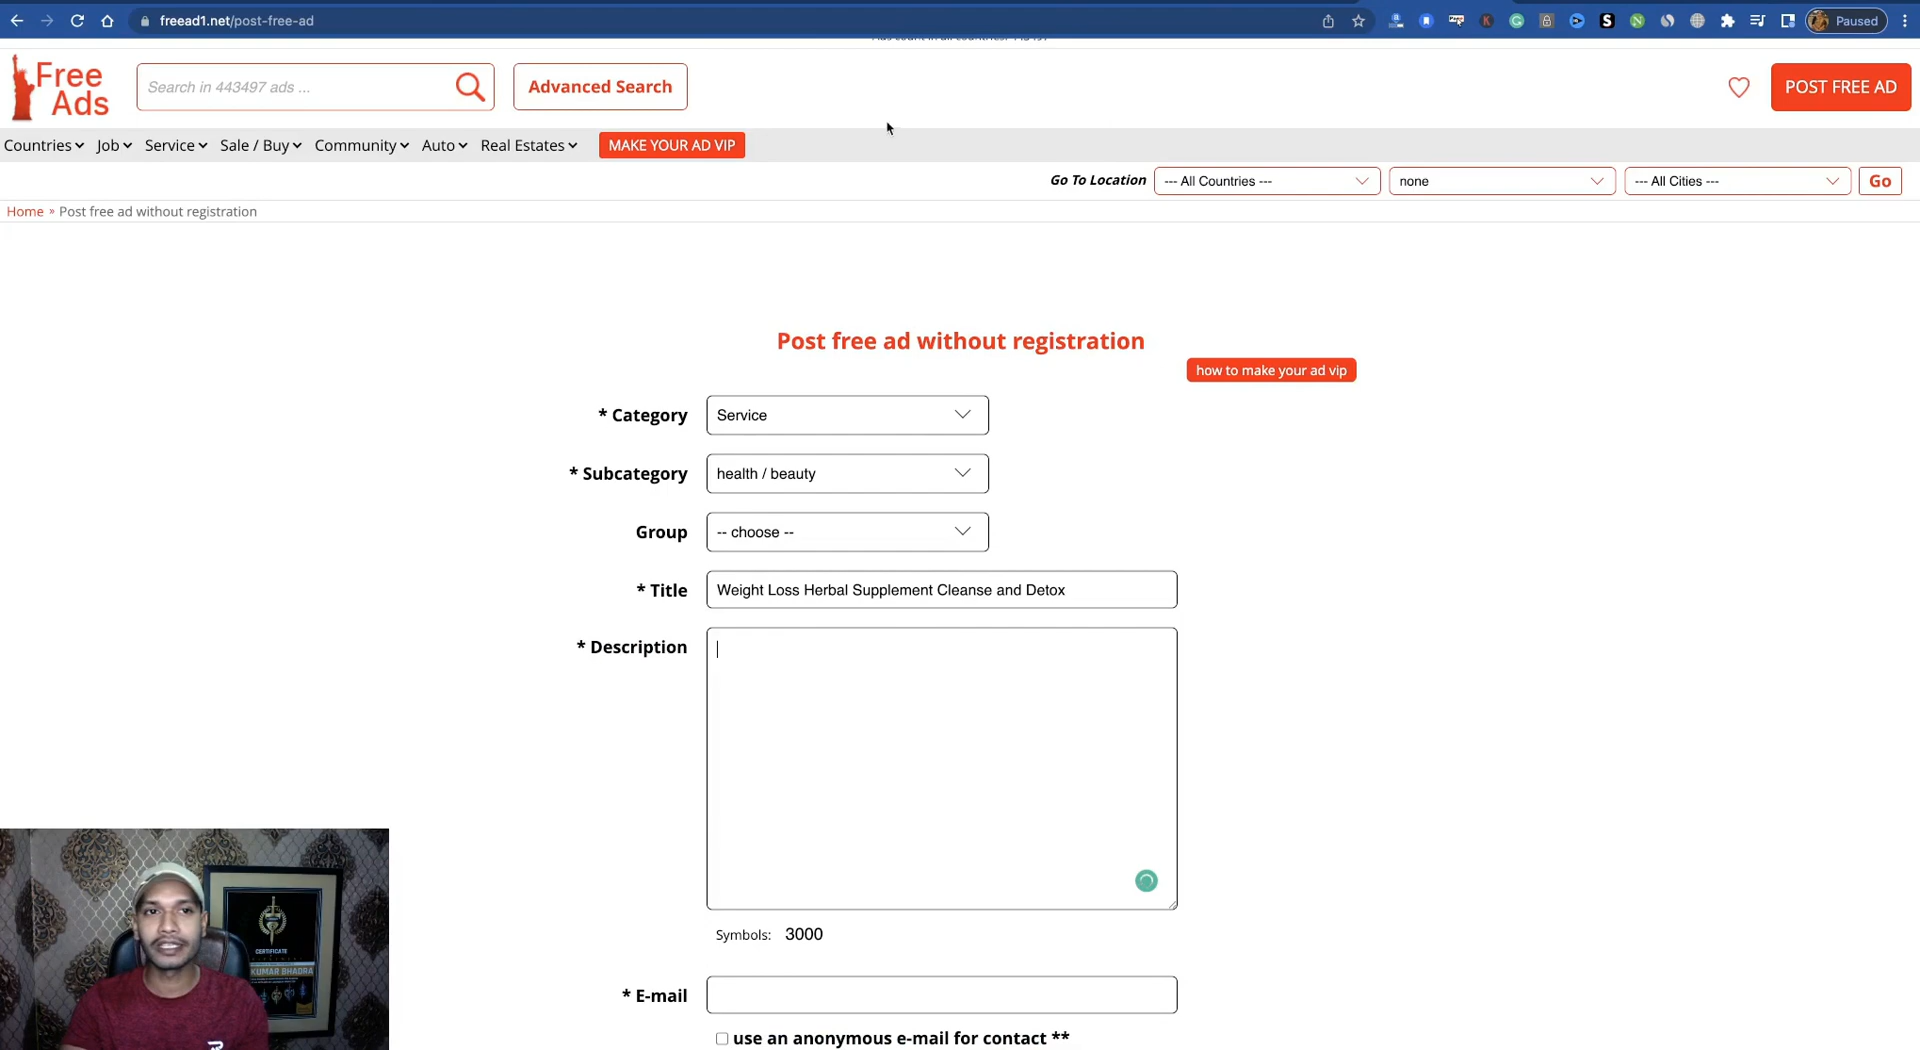 freead1.net/post-free-ad
Paused
Free
Ads
Search in 443497 ads ...
Advanced Search
POST FREE AD
Countries
Job
Service
Sale / Buy
Community
Auto
Real Estates
MAKE YOUR AD VIP
Go To Location
--- All Countries ---
none
--- All Cities ---
Go
Home » Post free ad without registration
Post free ad without registration
how to make your ad vip
* Category
Service
* Subcategory
health / beauty
Group
-- choose --
* Title
Weight Loss Herbal Supplement Cleanse and Detox
* Description
Symbols: 3000
* E-mail
use an anonymous e-mail for contact **
CERTIFICATE
KUMAR BHADRA